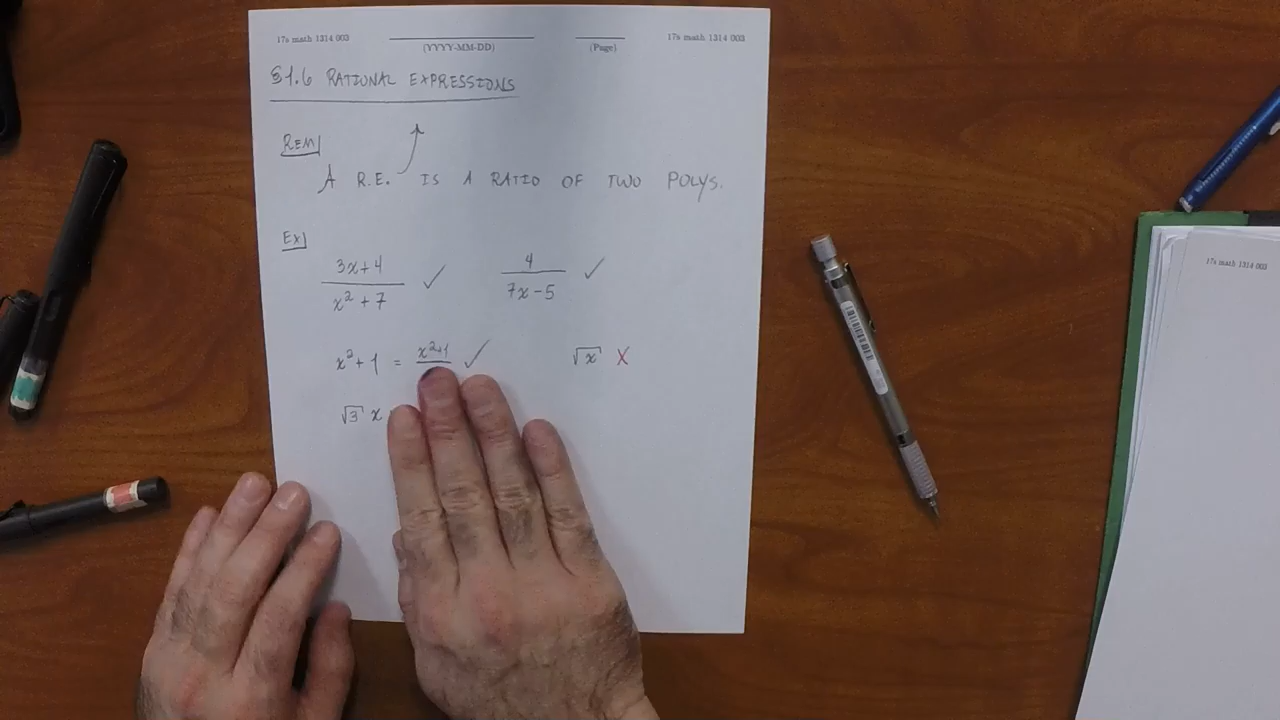 17s math 1314 003 (YYYY-MM-DD) (Page) 17s math 1314 003
§1.6 RATIONAL EXPRESSIONS
REM
A R.E. IS A RATIO OF TWO POLYS.
EX
3x+4 / x²+7 ✓ 4 / 7x-5 ✓
x²+1 = x²+1 ✓ √x X
√3 x
17s math 1314 003